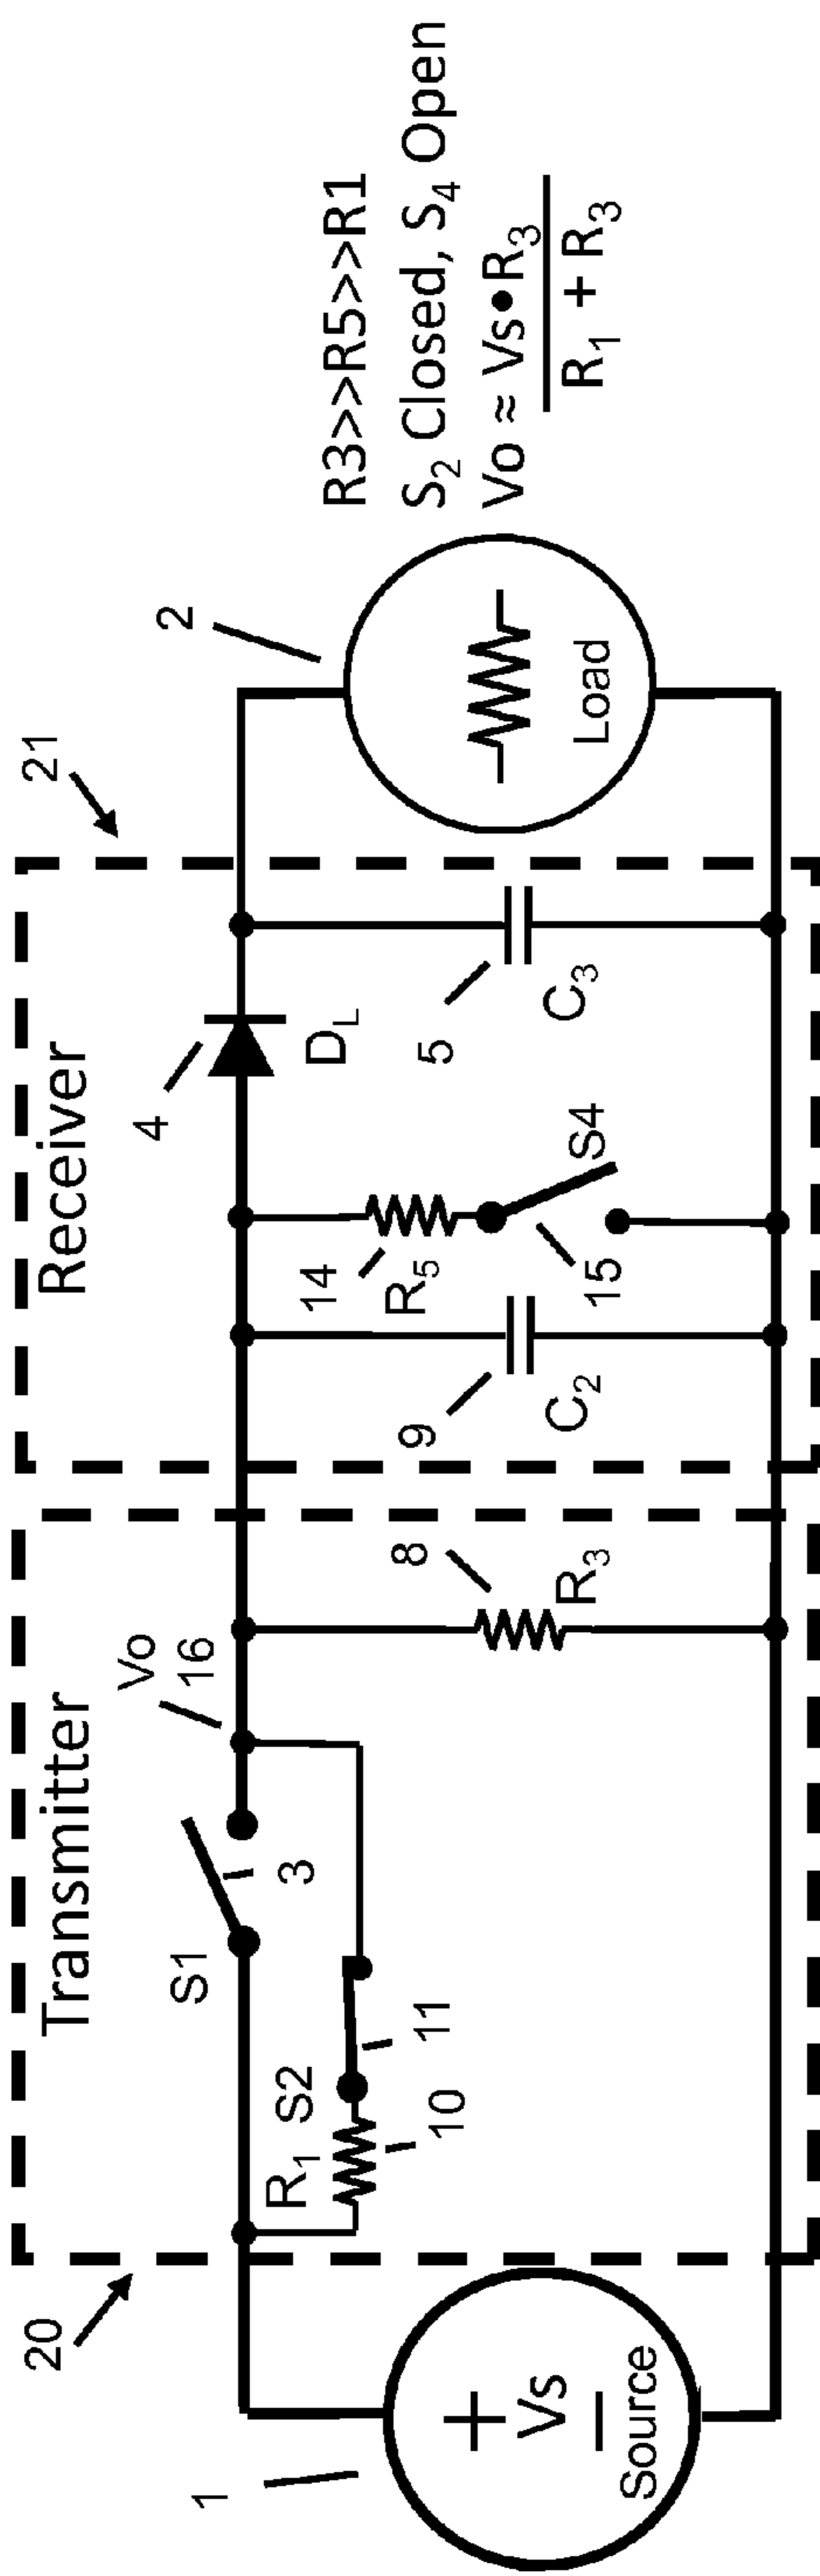 20
Transmitter
Receiver
21
1
S1
3
Vo
16
R₁
S2
10
11
8
R₃
9
C₂
14
R₅
15
S4
4
D_L
5
C₃
2
+
Vs
−
Source
Load
R3>>R5>>R1
S₂ Closed, S₄ Open
Vo ≈ Vs•R₃
R₁ + R₃